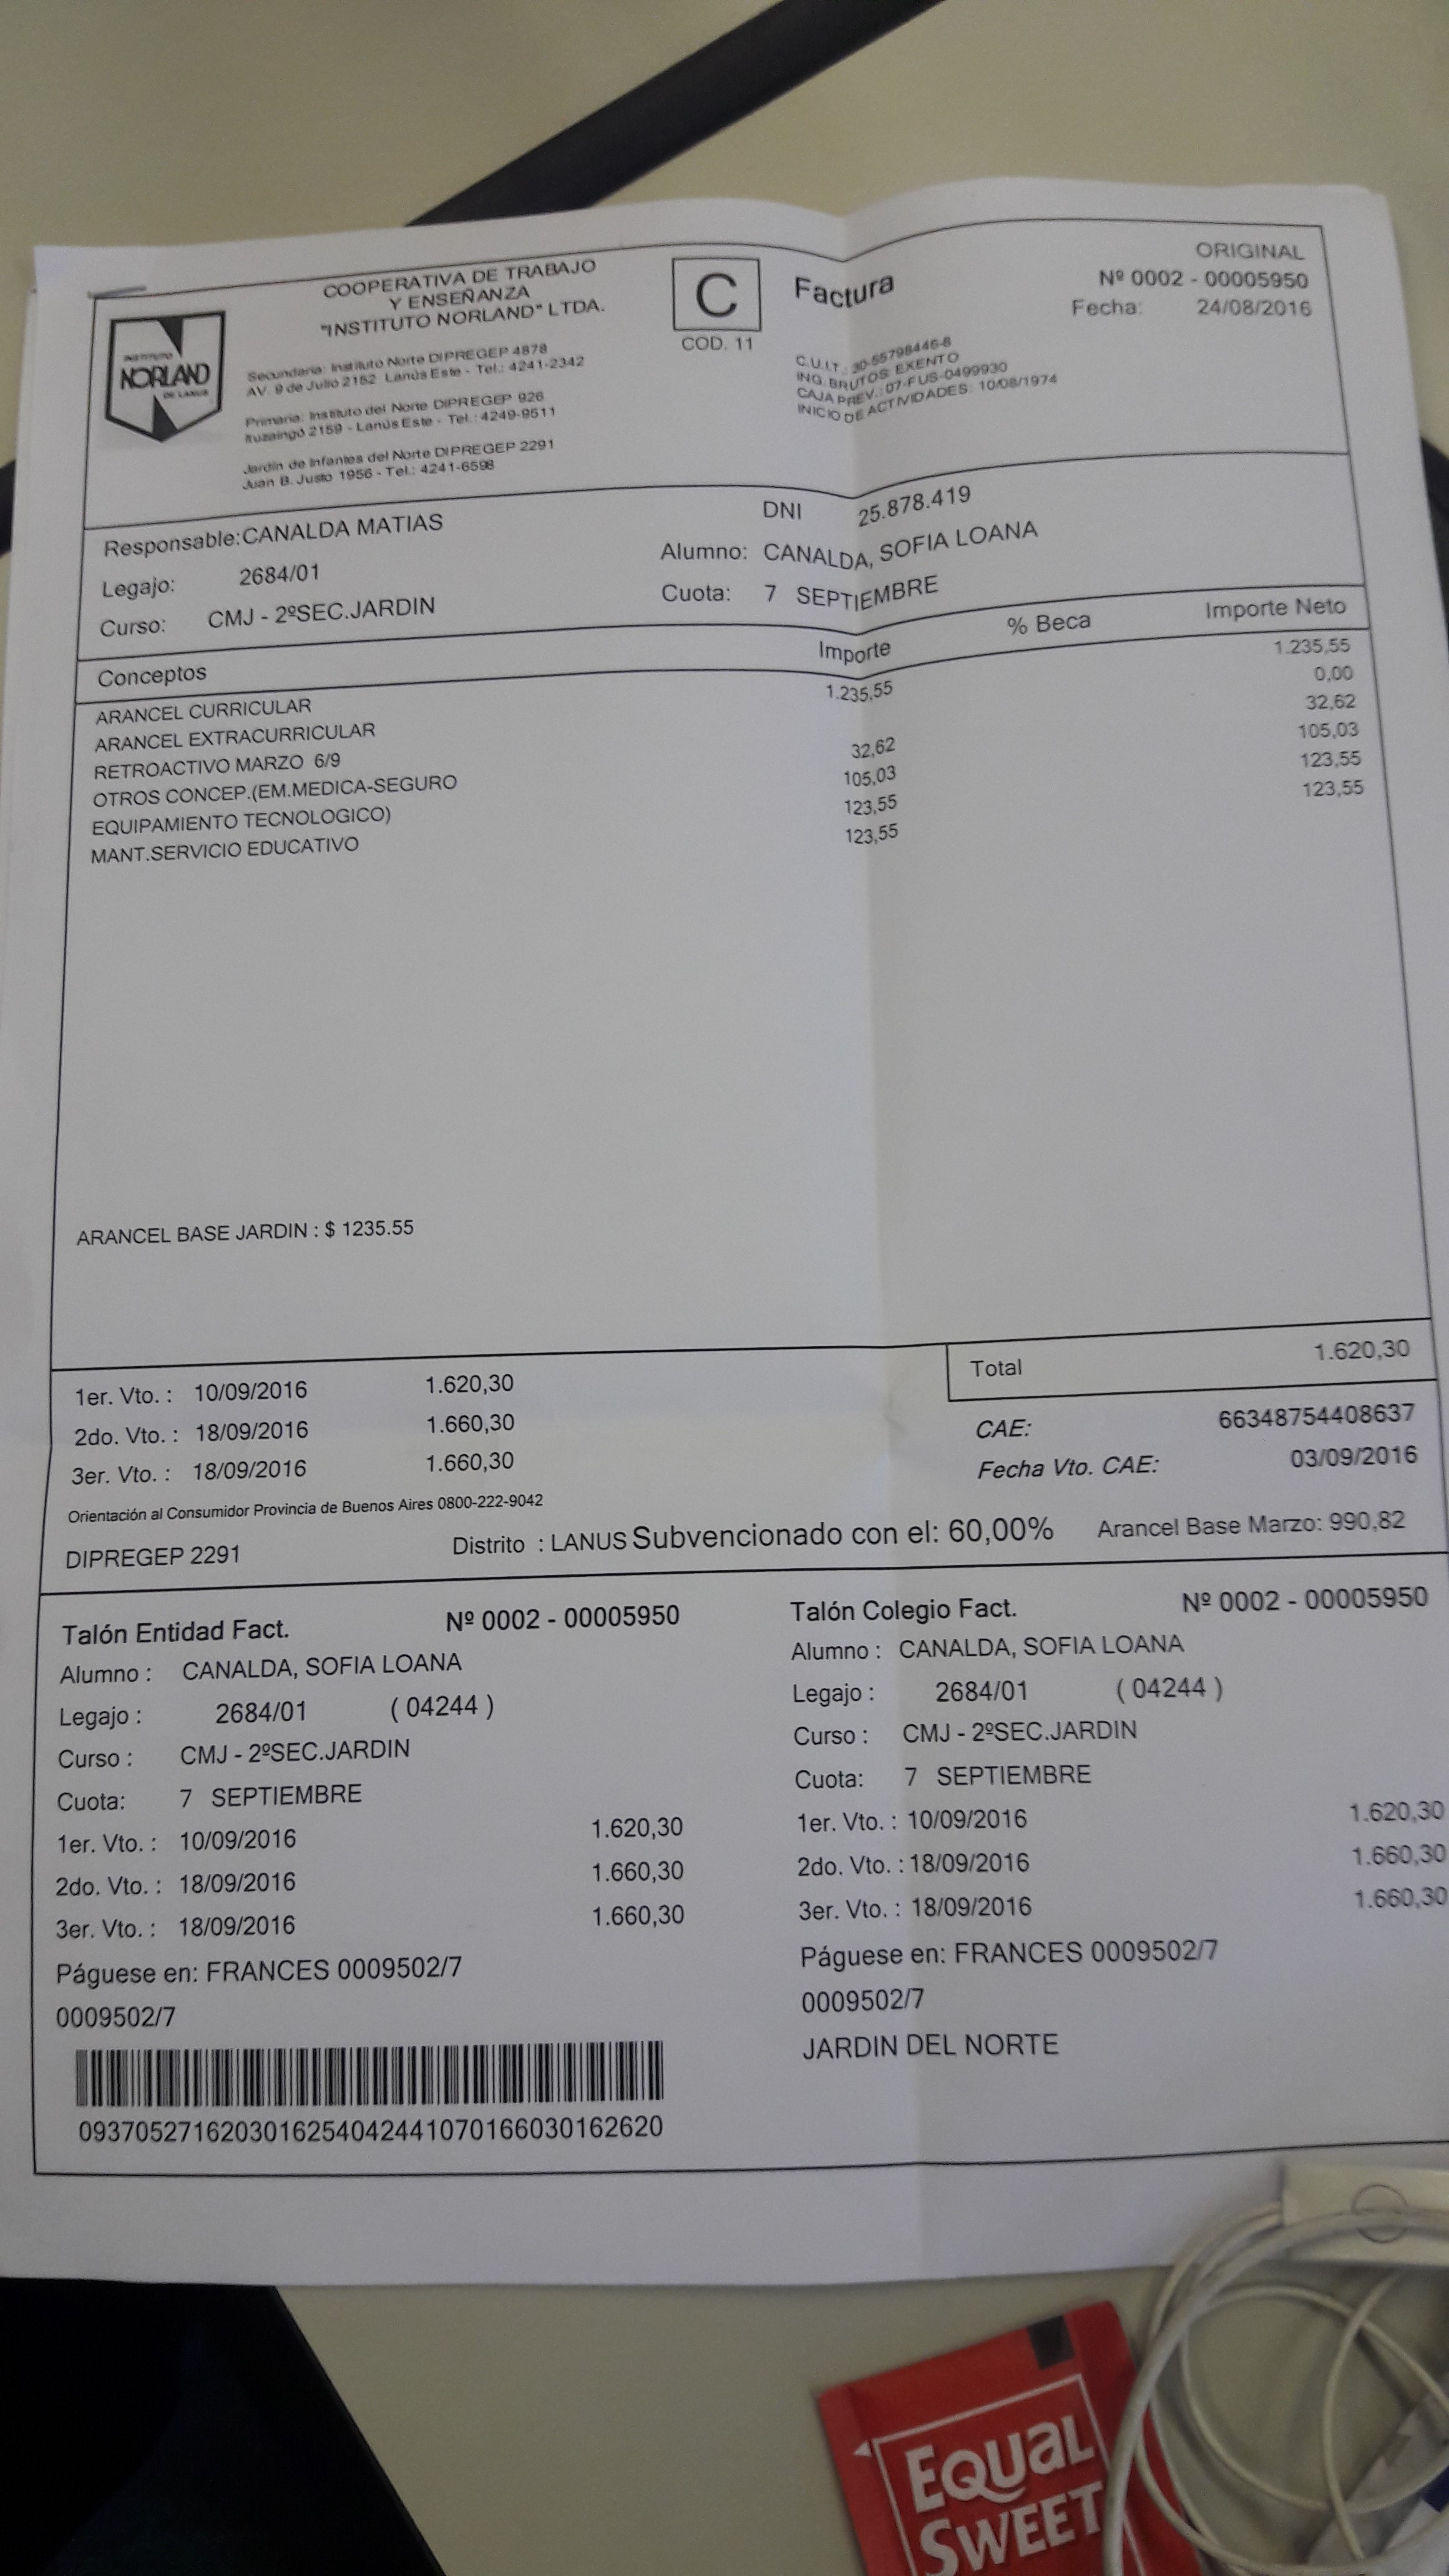 INSTITUTO
NORLAND
DE LANUS
COOPERATIVA DE TRABAJO
Y ENSEÑANZA
"INSTITUTO NORLAND" LTDA.
Secundaria: Instituto Norte DIPREGEP 4878
AV. 9 de Julio 2152 Lanús Este - Tel.: 4241-2342
Primaria: Instituto del Norte DIPREGEP 926
Ituzaingó 2159 - Lanús Este - Tel.: 4249-9511
Jardín de Infantes del Norte DIPREGEP 2291
Juan B. Justo 1956 - Tel.: 4241-6598
C
COD. 11
Factura
ORIGINAL
Nº 0002 - 00005950
Fecha: 24/08/2016
C.U.I.T.: 30-55798446-8
ING. BRUTOS: EXENTO
CAJA PREV.: 07-FUS-0499930
INICIO DE ACTIVIDADES: 10/08/1974
Responsable: CANALDA MATIAS DNI 25.878.419
Legajo: 2684/01 Alumno: CANALDA, SOFIA LOANA
Curso: CMJ - 2ºSEC.JARDIN Cuota: 7 SEPTIEMBRE
Conceptos Importe % Beca Importe Neto
ARANCEL CURRICULAR 1.235,55 1.235,55
ARANCEL EXTRACURRICULAR 0,00
RETROACTIVO MARZO 6/9 32,62 32,62
OTROS CONCEP.(EM.MEDICA-SEGURO 105,03 105,03
EQUIPAMIENTO TECNOLOGICO) 123,55 123,55
MANT.SERVICIO EDUCATIVO 123,55 123,55
ARANCEL BASE JARDIN : $ 1235.55
Total 1.620,30
1er. Vto. : 10/09/2016 1.620,30
2do. Vto. : 18/09/2016 1.660,30
3er. Vto. : 18/09/2016 1.660,30
CAE: 66348754408637
Fecha Vto. CAE: 03/09/2016
Orientación al Consumidor Provincia de Buenos Aires 0800-222-9042
DIPREGEP 2291 Distrito : LANUS Subvencionado con el: 60,00% Arancel Base Marzo: 990,82
Talón Entidad Fact. Nº 0002 - 00005950
Alumno : CANALDA, SOFIA LOANA
Legajo : 2684/01 ( 04244 )
Curso : CMJ - 2ºSEC.JARDIN
Cuota: 7 SEPTIEMBRE
1er. Vto. : 10/09/2016 1.620,30
2do. Vto. : 18/09/2016 1.660,30
3er. Vto. : 18/09/2016 1.660,30
Páguese en: FRANCES 0009502/7
0009502/7
09370527162030162540424410701660301​62620
Talón Colegio Fact. Nº 0002 - 00005950
Alumno : CANALDA, SOFIA LOANA
Legajo : 2684/01 ( 04244 )
Curso : CMJ - 2ºSEC.JARDIN
Cuota: 7 SEPTIEMBRE
1er. Vto. : 10/09/2016 1.620,30
2do. Vto. : 18/09/2016 1.660,30
3er. Vto. : 18/09/2016 1.660,30
Páguese en: FRANCES 0009502/7
0009502/7
JARDIN DEL NORTE
EQUAL
SWEET